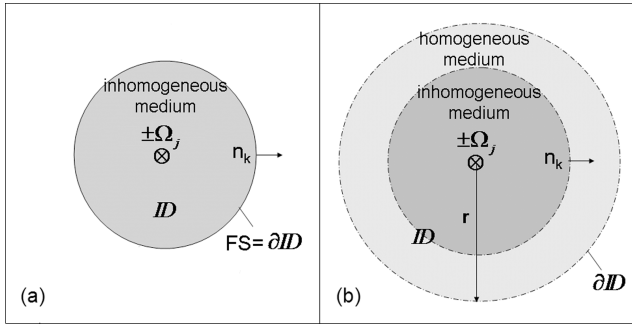 inhomogeneous
medium
±Ωj
nk
ID
FS= ∂ID
(a)
homogeneous
medium
inhomogeneous
medium
±Ωj
nk
r
ID
∂ID
(b)